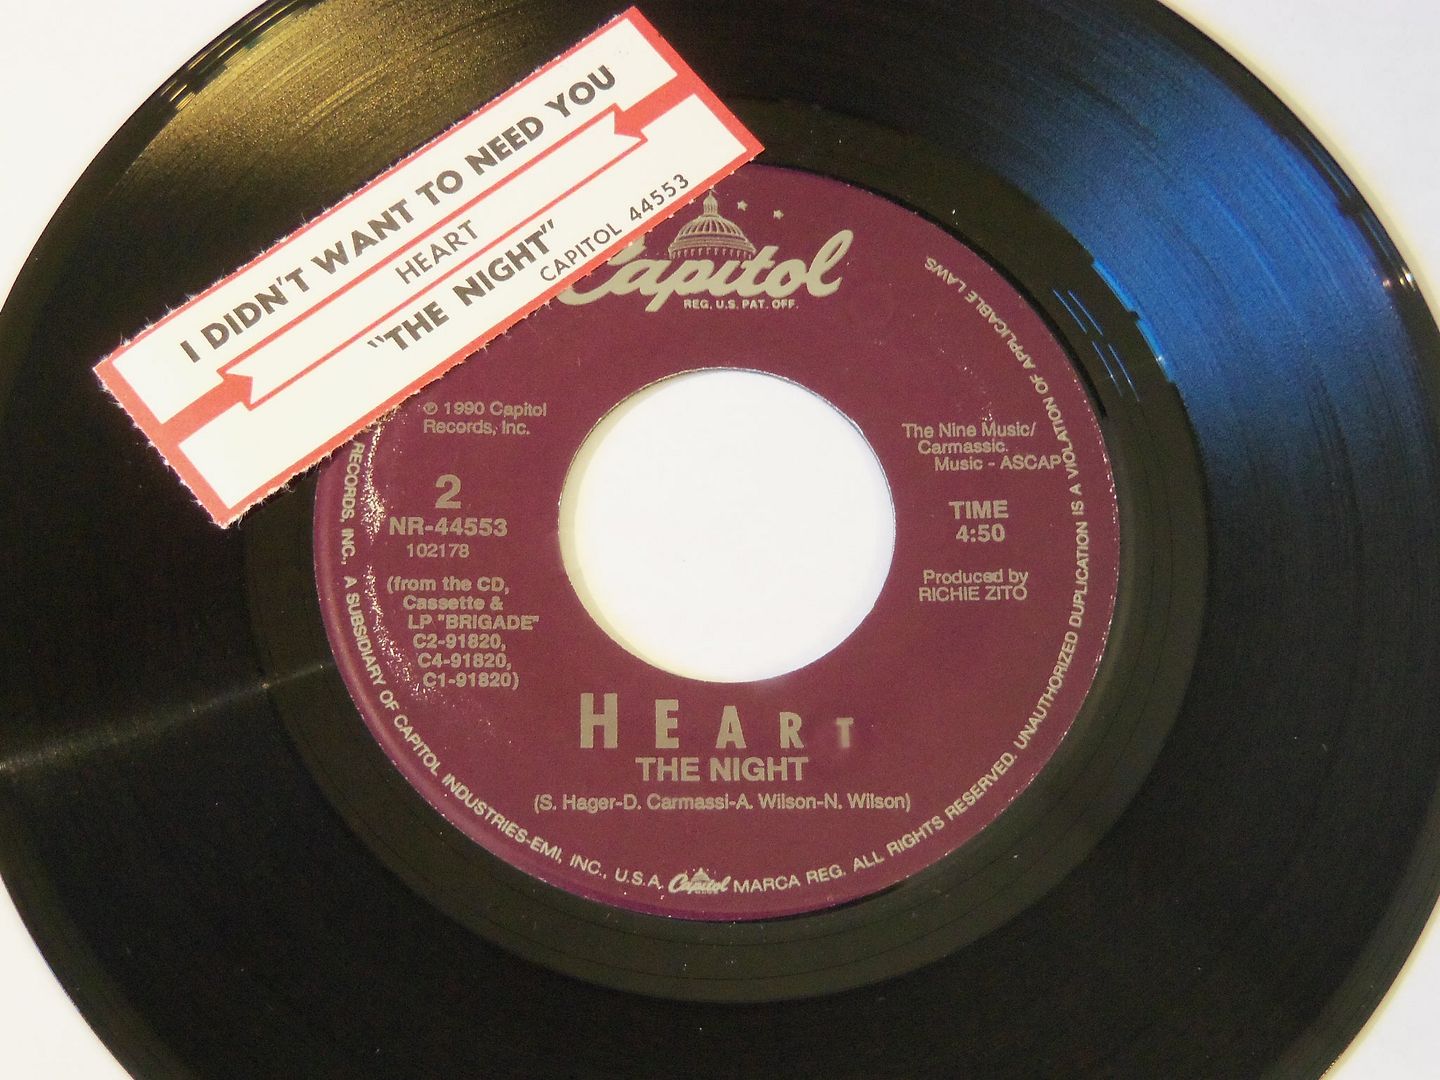 I DIDN'T WANT TO NEED YOU
HEART
"THE NIGHT"
CAPITOL 44553
Capitol
REG. U.S. PAT. OFF.
℗ 1990 Capitol
Records, Inc.
2
NR-44553
102178
(from the CD,
Cassette &
LP "BRIGADE"
C2-91820,
C4-91820,
C1-91820)
The Nine Music/
Carmassic
Music - ASCAP
TIME
4:50
Produced by
RICHIE ZITO
HEART
THE NIGHT
(S. Hager-D. Carmassi-A. Wilson-N. Wilson)
RECORDS, INC., A SUBSIDIARY OF CAPITOL INDUSTRIES-EMI, INC., U.S.A. Capitol MARCA REG. ALL RIGHTS RESERVED. UNAUTHORIZED DUPLICATION IS A VIOLATION OF APPLICABLE LAWS